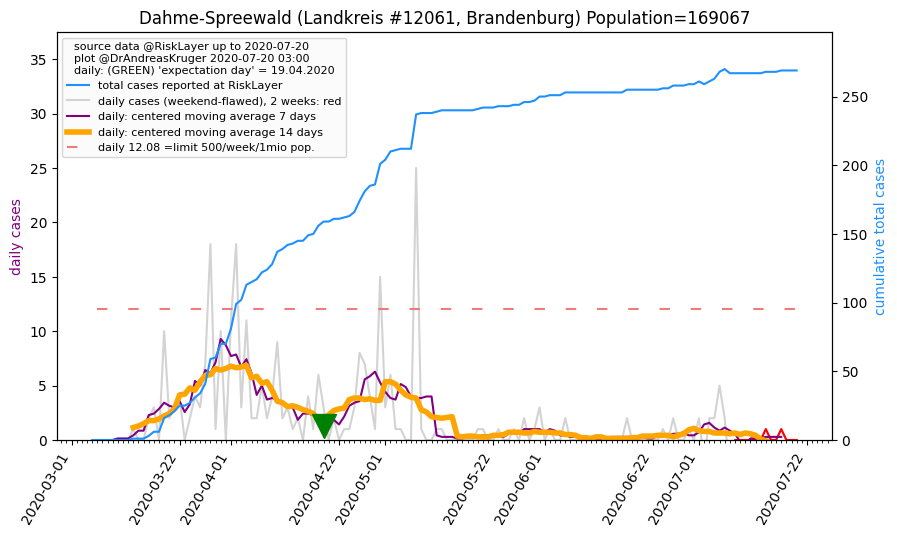 Dahme-Spreewald (Landkreis #12061, Brandenburg) Population=169067
source data @RiskLayer up to 2020-07-20
plot @DrAndreasKruger 2020-07-20 03:00
daily: (GREEN) 'expectation day' = 19.04.2020
total cases reported at RiskLayer
daily cases (weekend-flawed), 2 weeks: red
daily: centered moving average 7 days
daily: centered moving average 14 days
daily 12.08 =limit 500/week/1mio pop.
daily cases
35
30
25
20
15
10
5
0
cumulative total cases
250
200
150
100
50
0
2020-03-01
2020-03-22
2020-04-01
2020-04-22
2020-05-01
2020-05-22
2020-06-01
2020-06-22
2020-07-01
2020-07-22